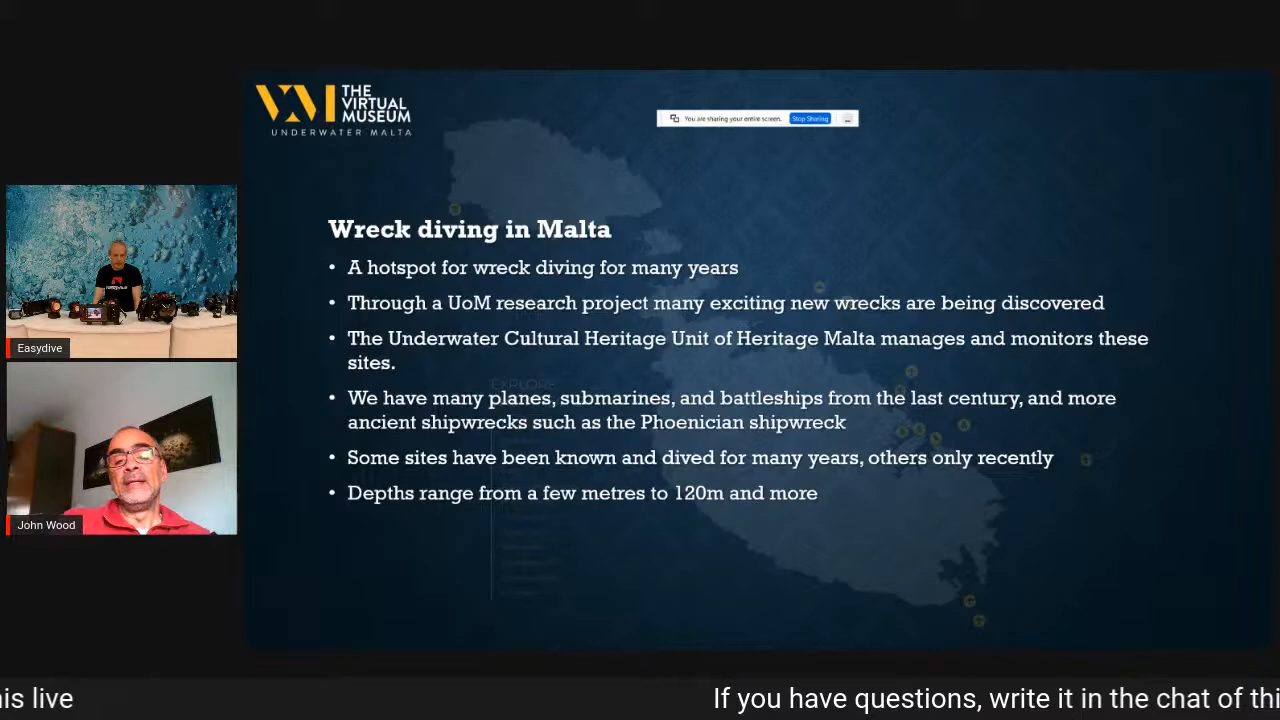 THE
VIRTUAL
MUSEUM
UNDERWATER MALTA
You are sharing your entire screen.
Stop Sharing
Wreck diving in Malta
• A hotspot for wreck diving for many years
• Through a UoM research project many exciting new wrecks are being discovered
• The Underwater Cultural Heritage Unit of Heritage Malta manages and monitors these
sites.
• We have many planes, submarines, and battleships from the last century, and more
ancient shipwrecks such as the Phoenician shipwreck
• Some sites have been known and dived for many years, others only recently
• Depths range from a few metres to 120m and more
EXPLORE
Easydive
John Wood
is live
If you have questions, write it in the chat of thi